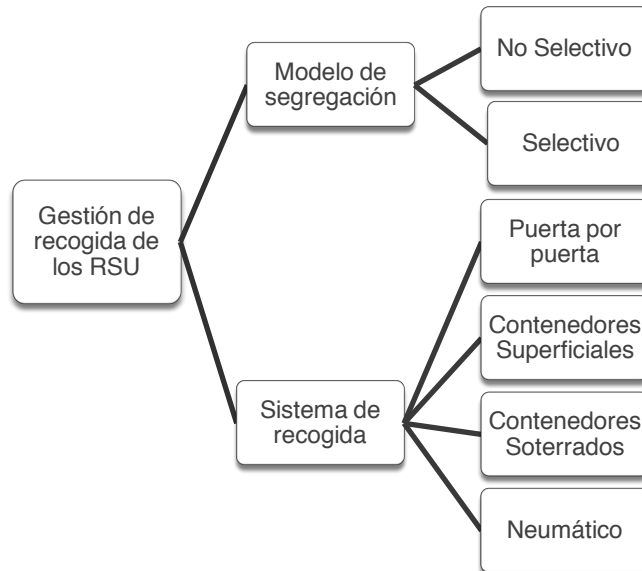 Gestión de
recogida de
los RSU
Modelo de
segregación
No Selectivo
Selectivo
Sistema de
recogida
Puerta por
puerta
Contenedores
Superficiales
Contenedores
Soterrados
Neumático